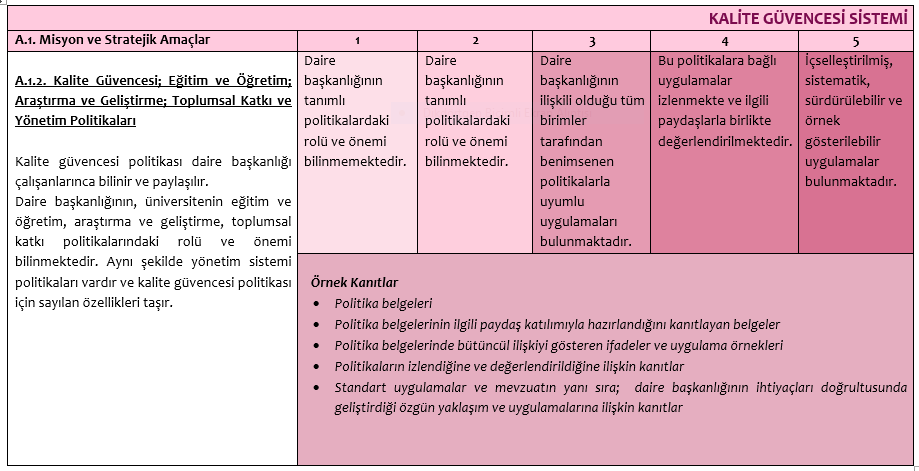 KALİTE GÜVENCESİ SİSTEMİ
A.1. Misyon ve Stratejik Amaçlar
1
2
3
4
5
A.1.2. Kalite Güvencesi; Eğitim ve Öğretim;
Araştırma ve Geliştirme; Toplumsal Katkı ve
Yönetim Politikaları
Kalite güvencesi politikası daire başkanlığı
çalışanlarınca bilinir ve paylaşılır.
Daire başkanlığının, üniversitenin eğitim ve
öğretim, araştırma ve geliştirme, toplumsal
katkı politikalarındaki rolü ve önemi
bilinmektedir. Aynı şekilde yönetim sistemi
politikaları vardır ve kalite güvencesi politikası
için sayılan özellikleri taşır.
Daire
başkanlığının
tanımlı
politikalardaki
rolü ve önemi
bilinmemektedir.
Daire
başkanlığının
tanımlı
politikalardaki
rolü ve önemi
bilinmektedir.
Daire
başkanlığının
ilişkili olduğu tüm
birimler
tarafından
benimsenen
politikalarla
uyumlu
uygulamaları
bulunmaktadır.
Bu politikalara bağlı
uygulamalar
izlenmekte ve ilgili
paydaşlarla birlikte
değerlendirilmektedir.
İçselleştirilmiş,
sistematik,
sürdürülebilir ve
örnek
gösterilebilir
uygulamalar
bulunmaktadır.
Örnek Kanıtlar
• Politika belgeleri
• Politika belgelerinin ilgili paydaş katılımıyla hazırlandığını kanıtlayan belgeler
• Politika belgelerinde bütüncül ilişkiyi gösteren ifadeler ve uygulama örnekleri
• Politikaların izlendiğine ve değerlendirildiğine ilişkin kanıtlar
• Standart uygulamalar ve mevzuatın yanı sıra; daire başkanlığının ihtiyaçları doğrultusunda
geliştirdiği özgün yaklaşım ve uygulamalarına ilişkin kanıtlar